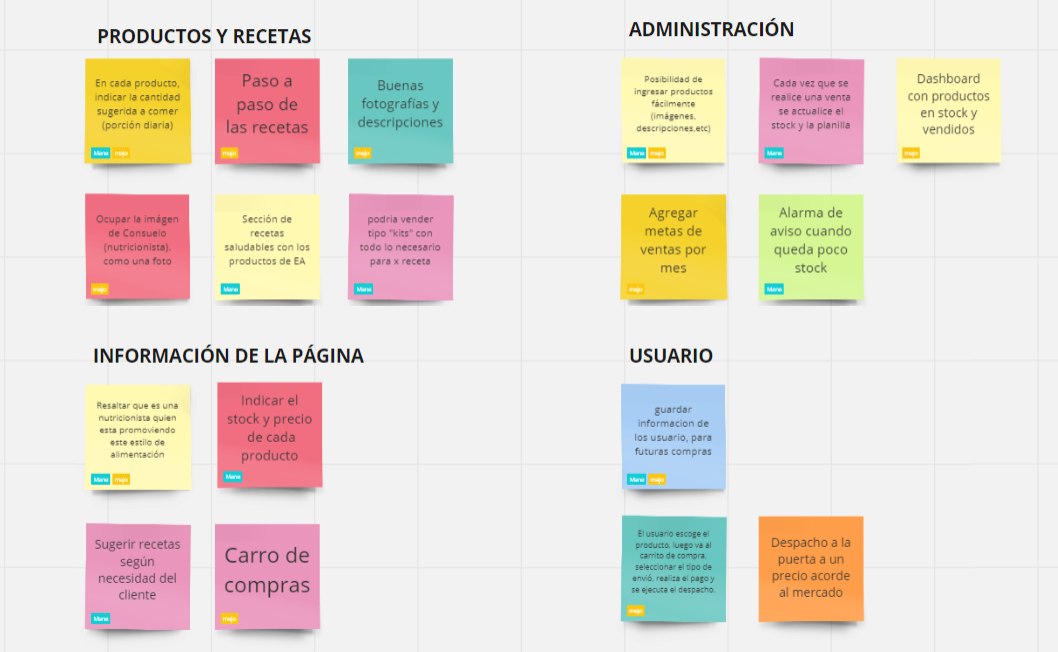 PRODUCTOS Y RECETAS
En cada producto,
indicar la cantidad
sugerida a comer
(porción diaria)
Mane majo
Paso a
paso de
las recetas
majo
Buenas
fotografías y
descripciones
majo
Ocupar la imágen
de Consuelo
(nutricionista).
como una foto
majo
Sección de
recetas
saludables con los
productos de EA
Mane
podria vender
tipo "kits" con
todo lo necesario
para x receta
Mane
ADMINISTRACIÓN
Posibilidad de
ingresar productos
fácilmente
(imágenes,
descripciones,etc)
Mane majo
Cada vez que se
realice una venta
se actualice el
stock y la planilla
Mane
Dashboard
con productos
en stock y
vendidos
majo
Agregar
metas de
ventas por
mes
majo
Alarma de
aviso cuando
queda poco
stock
Mane
INFORMACIÓN DE LA PÁGINA
Resaltar que es una
nutricionista quien
esta promoviendo
este estilo de
alimentación
Mane majo
Indicar el
stock y precio
de cada
producto
Mane
Sugerir recetas
según
necesidad del
cliente
Mane
Carro de
compras
majo
USUARIO
guardar
informacion de
los usuario, para
futuras compras
Mane majo
El usuario escoge el
producto, luego va al
carrito de compra,
seleccionar el tipo de
envió, realiza el pago y
se ejecuta el despacho.
majo
Despacho a la
puerta a un
precio acorde
al mercado